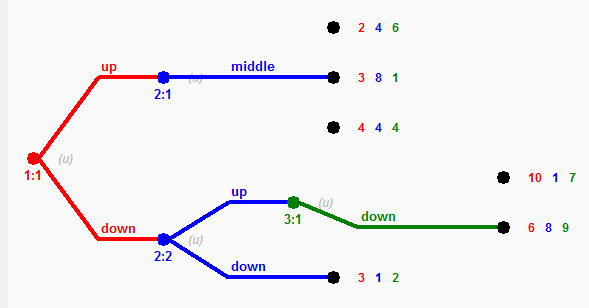 2 4 6
up
middle
(u)
3 8 1
2:1
4 4 4
(u)
1:1
10 1 7
up
(u)
3:1
down
6 8 9
down
(u)
2:2
down
3 1 2